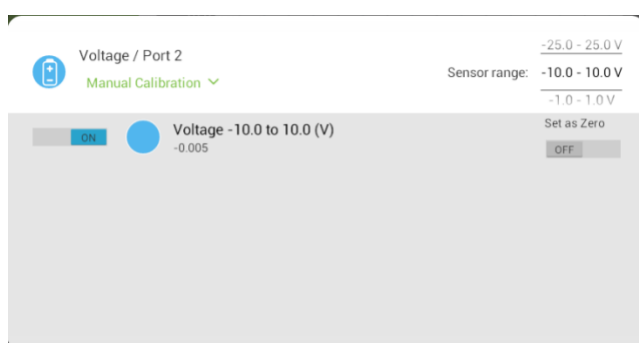 Voltage / Port 2
Manual Calibration
Sensor range:
-25.0 - 25.0 V
-10.0 - 10.0 V
-1.0 - 1.0 V
ON
Voltage -10.0 to 10.0 (V)
-0.005
Set as Zero
OFF